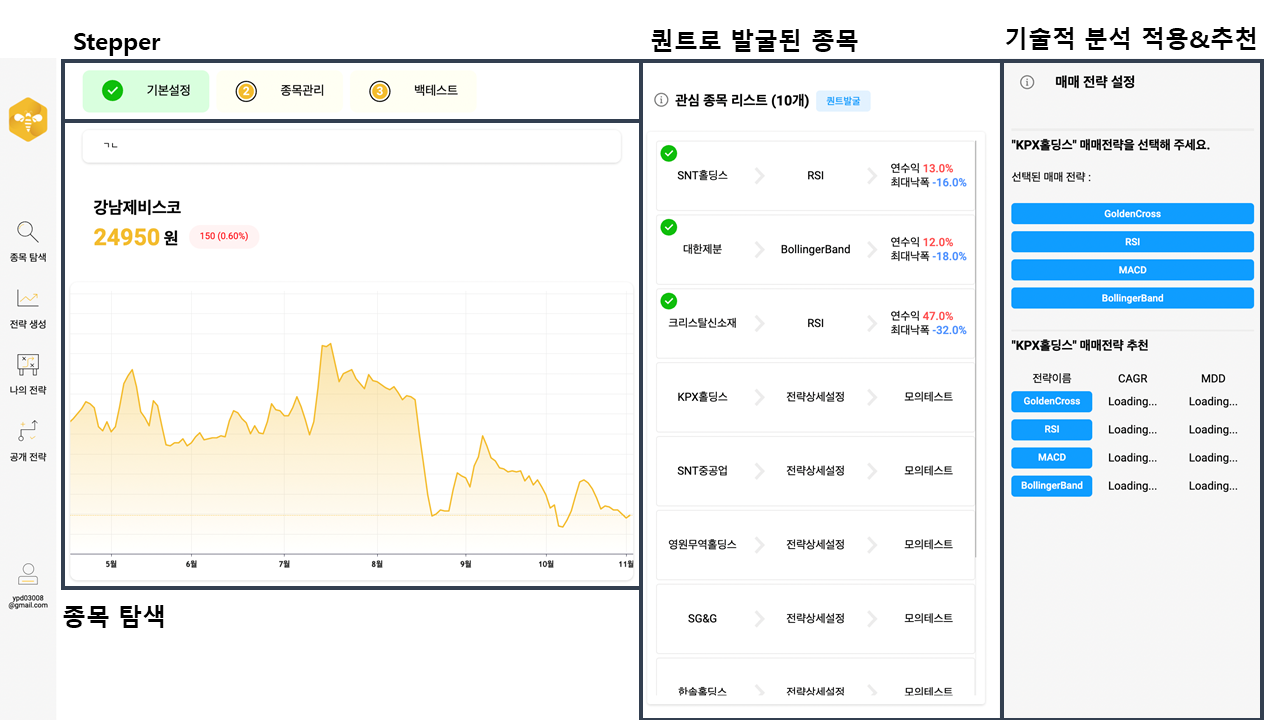 Stepper
퀀트로 발굴된 종목
기술적 분석 적용&추천
기본설정
2 종목관리
3 백테스트
ㄱㄴ
강남제비스코
24950 원 150 (0.60%)
5월 6월 7월 8월 9월 10월 11월
종목 탐색
종목 탐색
전략 생성
나의 전략
공개 전략
ypd03008
@gmail.com
관심 종목 리스트 (10개) 퀀트발굴
SNT홀딩스 RSI 연수익 13.0%
최대낙폭 -16.0%
대한제분 BollingerBand 연수익 12.0%
최대낙폭 -18.0%
크리스탈신소재 RSI 연수익 47.0%
최대낙폭 -32.0%
KPX홀딩스 전략상세설정 모의테스트
SNT중공업 전략상세설정 모의테스트
영원무역홀딩스 전략상세설정 모의테스트
SG&G 전략상세설정 모의테스트
한솔홀딩스 전략상세설정 모의테스트
매매 전략 설정
"KPX홀딩스" 매매전략을 선택해 주세요.
선택된 매매 전략 :
GoldenCross
RSI
MACD
BollingerBand
"KPX홀딩스" 매매전략 추천
전략이름 CAGR MDD
GoldenCross Loading... Loading...
RSI Loading... Loading...
MACD Loading... Loading...
BollingerBand Loading... Loading...